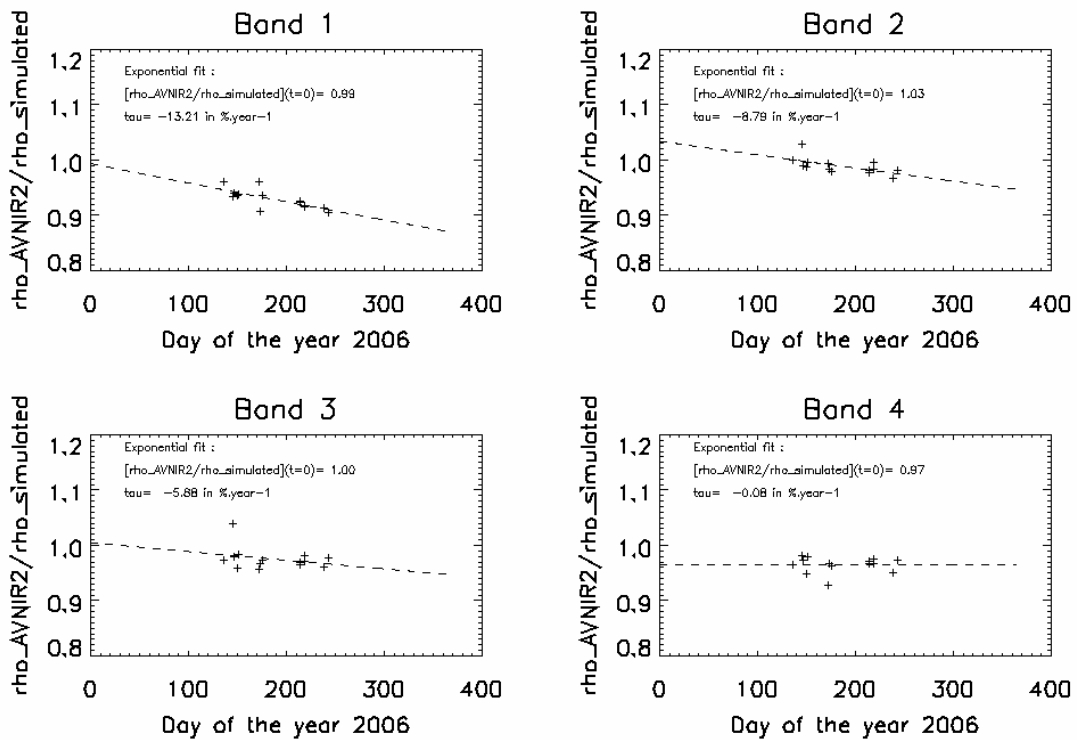 Band 1
rho_AVNIR2/rho_simulated
1.2
1.1
1.0
0.9
0.8
Exponential fit :
[rho_AVNIR2/rho_simulated](t=0)= 0.99
tau= -13.21 in %.year-1
0 100 200 300 400
Day of the year 2006
Band 2
rho_AVNIR2/rho_simulated
1.2
1.1
1.0
0.9
0.8
Exponential fit :
[rho_AVNIR2/rho_simulated](t=0)= 1.03
tau= -8.79 in %.year-1
0 100 200 300 400
Day of the year 2006
Band 3
rho_AVNIR2/rho_simulated
1.2
1.1
1.0
0.9
0.8
Exponential fit :
[rho_AVNIR2/rho_simulated](t=0)= 1.00
tau= -5.88 in %.year-1
0 100 200 300 400
Day of the year 2006
Band 4
rho_AVNIR2/rho_simulated
1.2
1.1
1.0
0.9
0.8
Exponential fit :
[rho_AVNIR2/rho_simulated](t=0)= 0.97
tau= -0.08 in %.year-1
0 100 200 300 400
Day of the year 2006